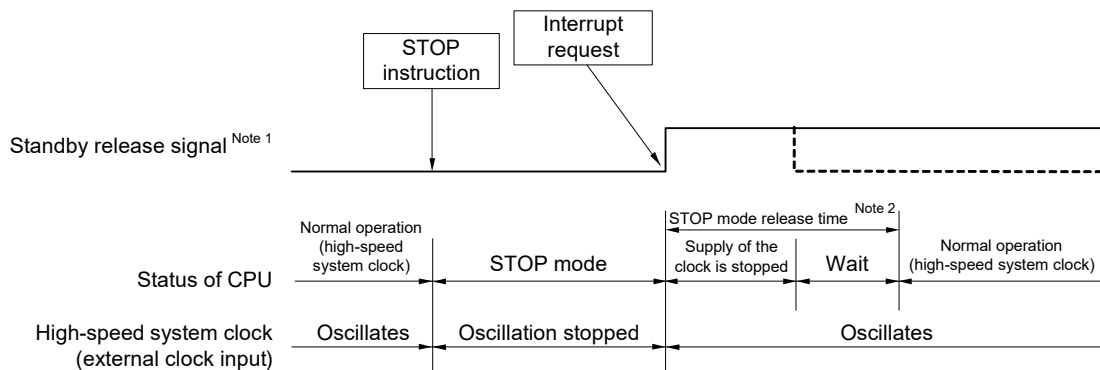 Interrupt
request
STOP
instruction
Standby release signal Note 1
STOP mode release time Note 2
Normal operation
(high-speed
system clock)
Supply of the
clock is stopped
Normal operation
(high-speed system clock)
Status of CPU
STOP mode
Wait
High-speed system clock
(external clock input)
Oscillates
Oscillation stopped
Oscillates